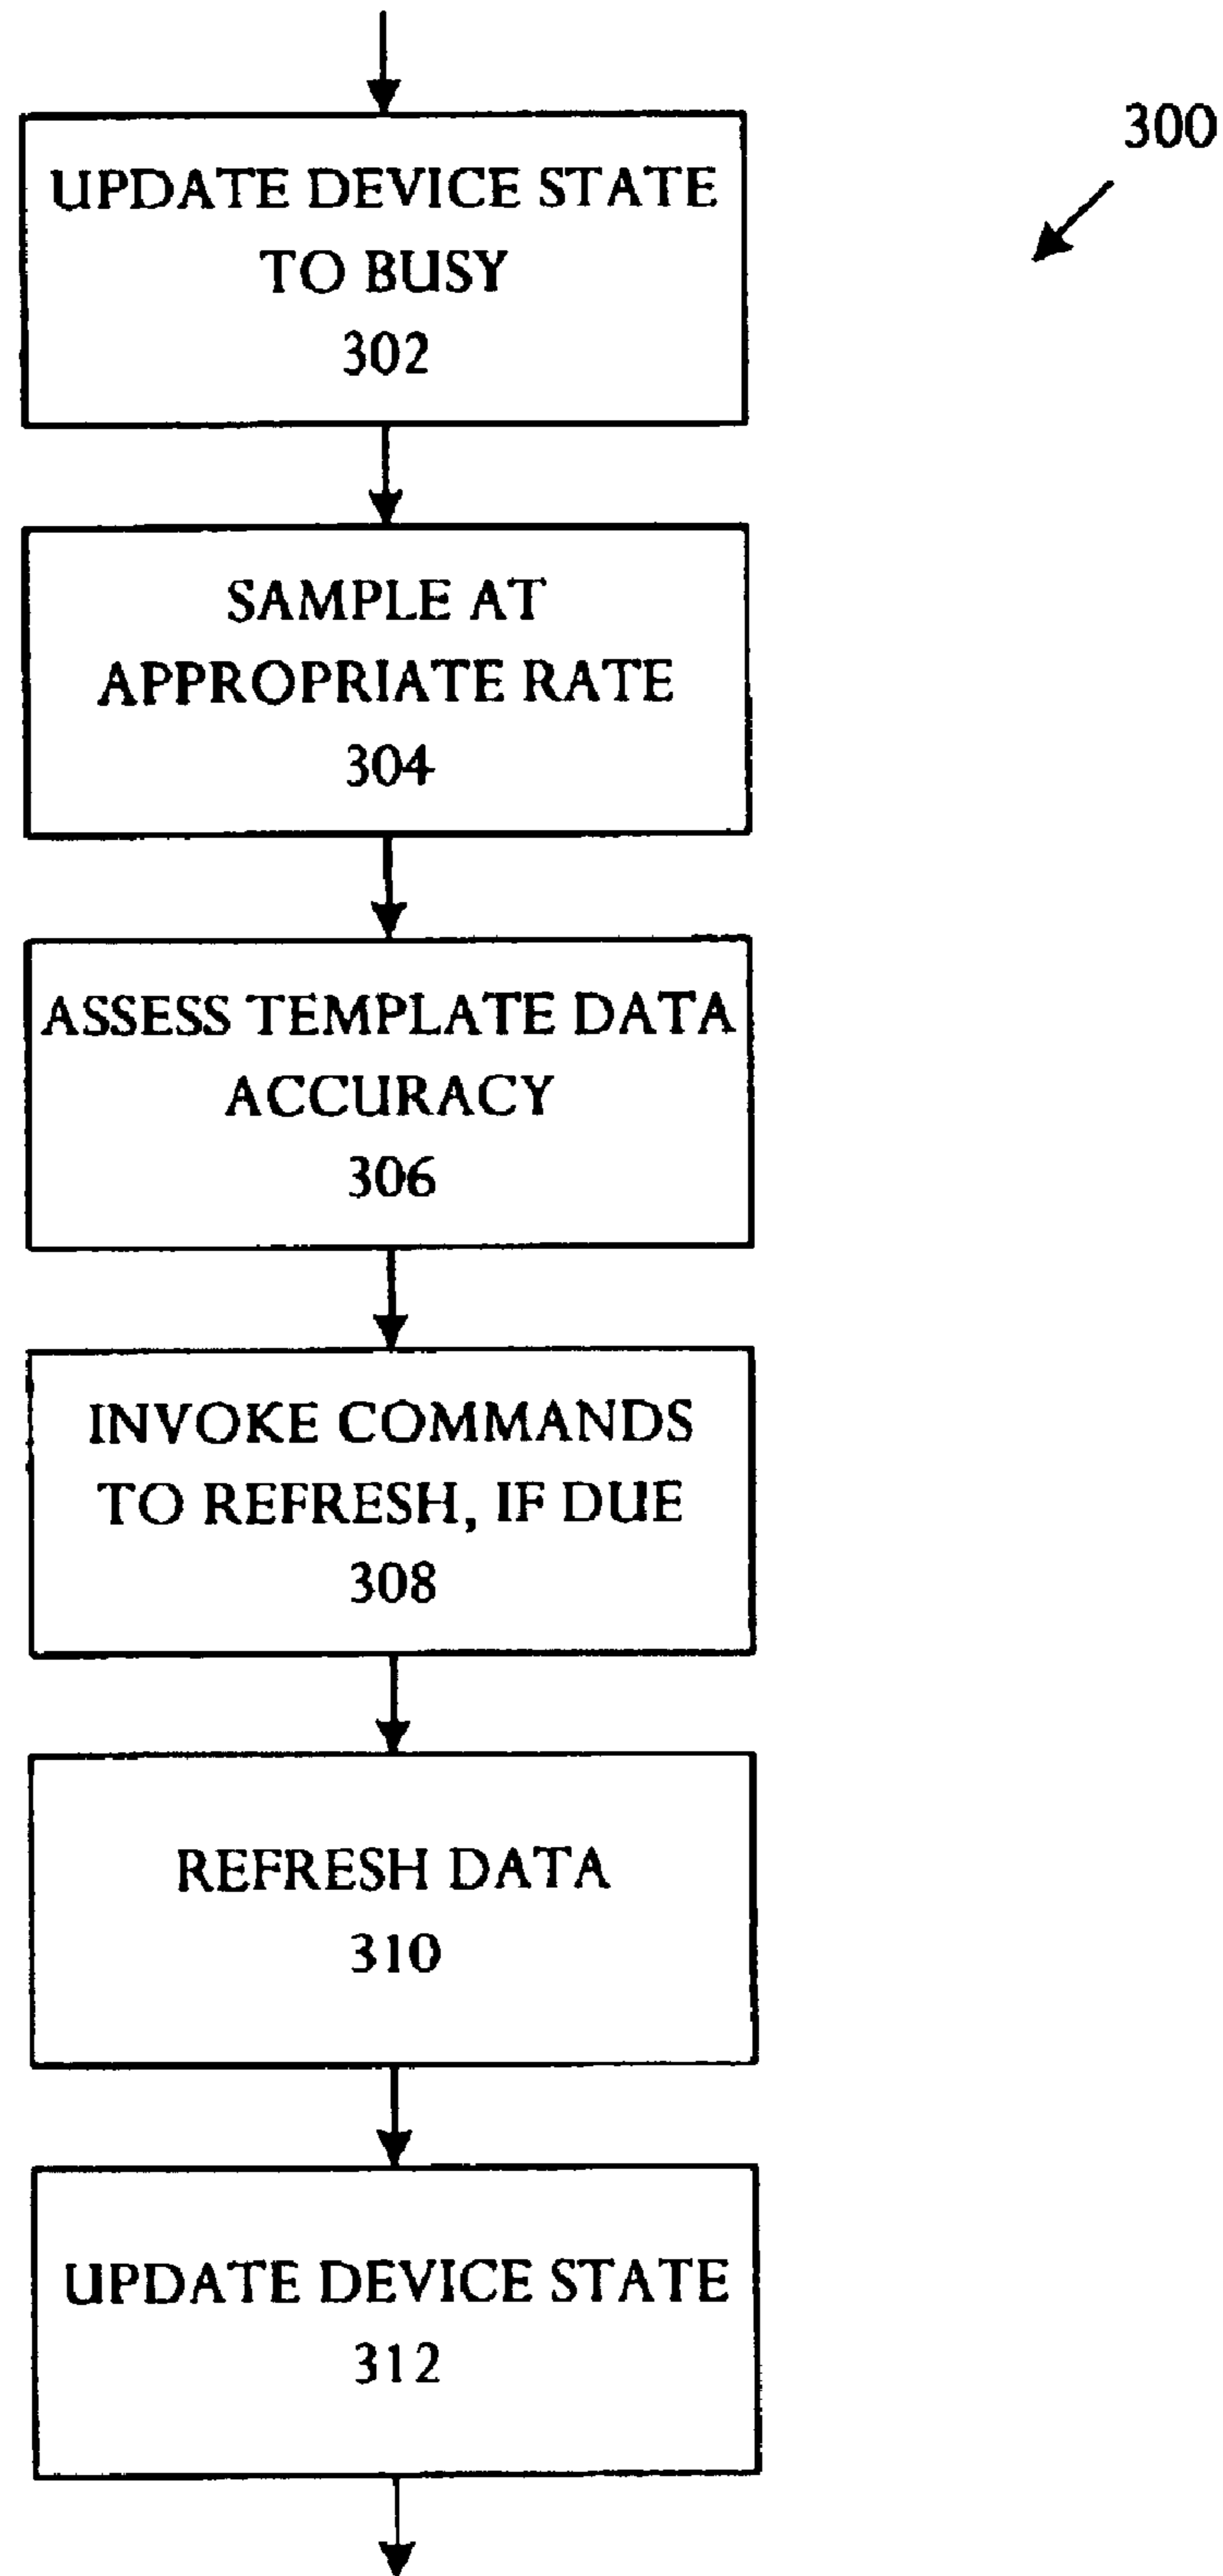 300
UPDATE DEVICE STATE
TO BUSY
302
SAMPLE AT
APPROPRIATE RATE
304
ASSESS TEMPLATE DATA
ACCURACY
306
INVOKE COMMANDS
TO REFRESH, IF DUE
308
REFRESH DATA
310
UPDATE DEVICE STATE
312